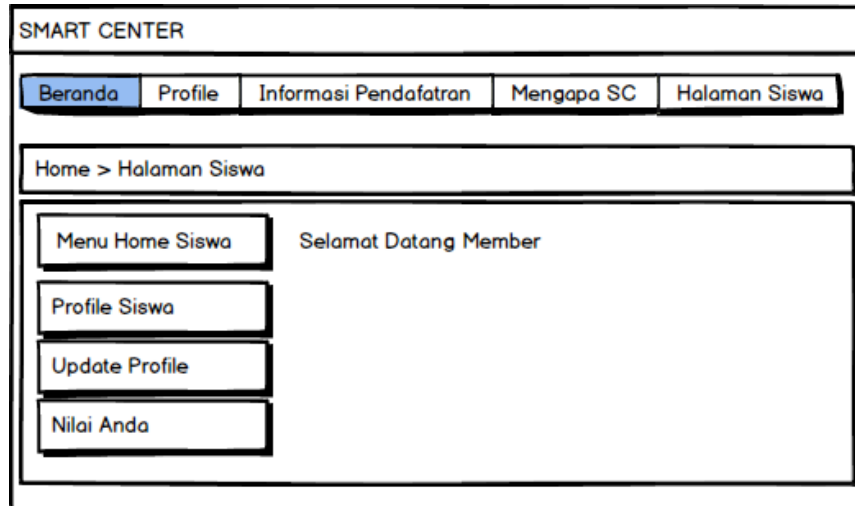 SMART CENTER
Beranda Profile Informasi Pendafatran Mengapa SC Halaman Siswa
Home > Halaman Siswa
Menu Home Siswa Selamat Datang Member
Profile Siswa
Update Profile
Nilai Anda